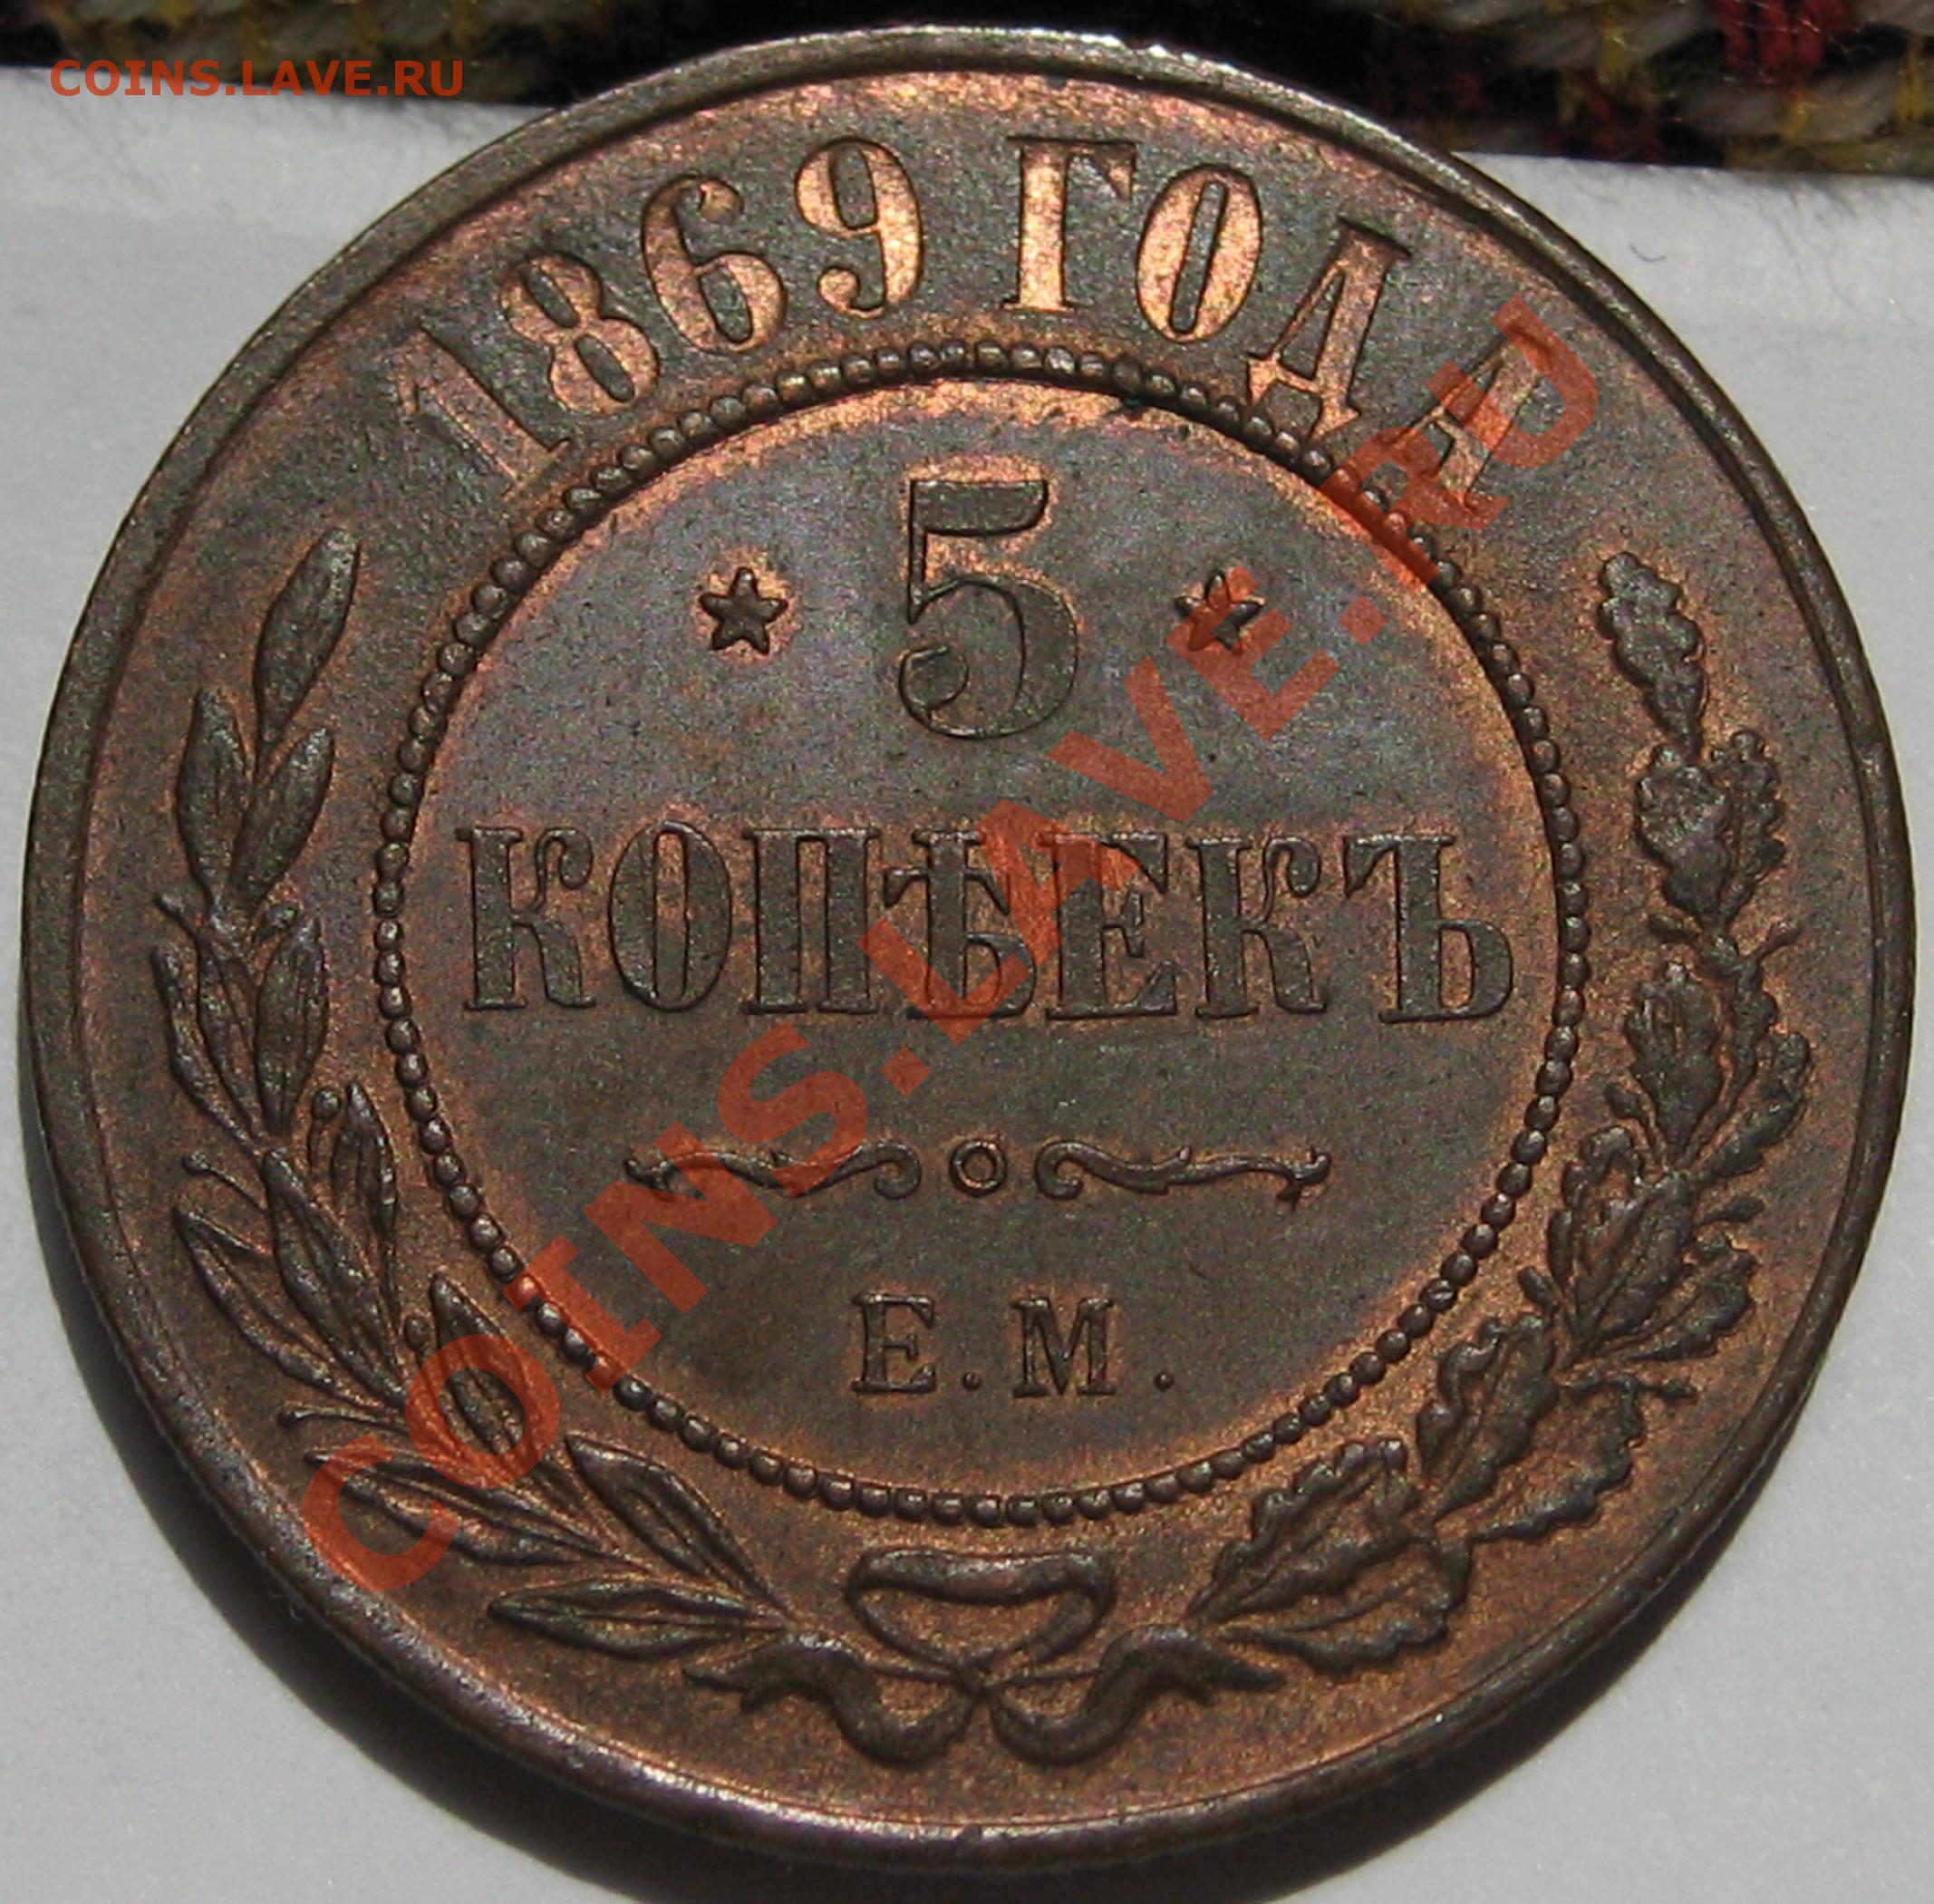 COINS.LAVE.RU
1869 ГОДА
5
КОПѢЕКЪ
Е.М.
COINS.LAVE.RU